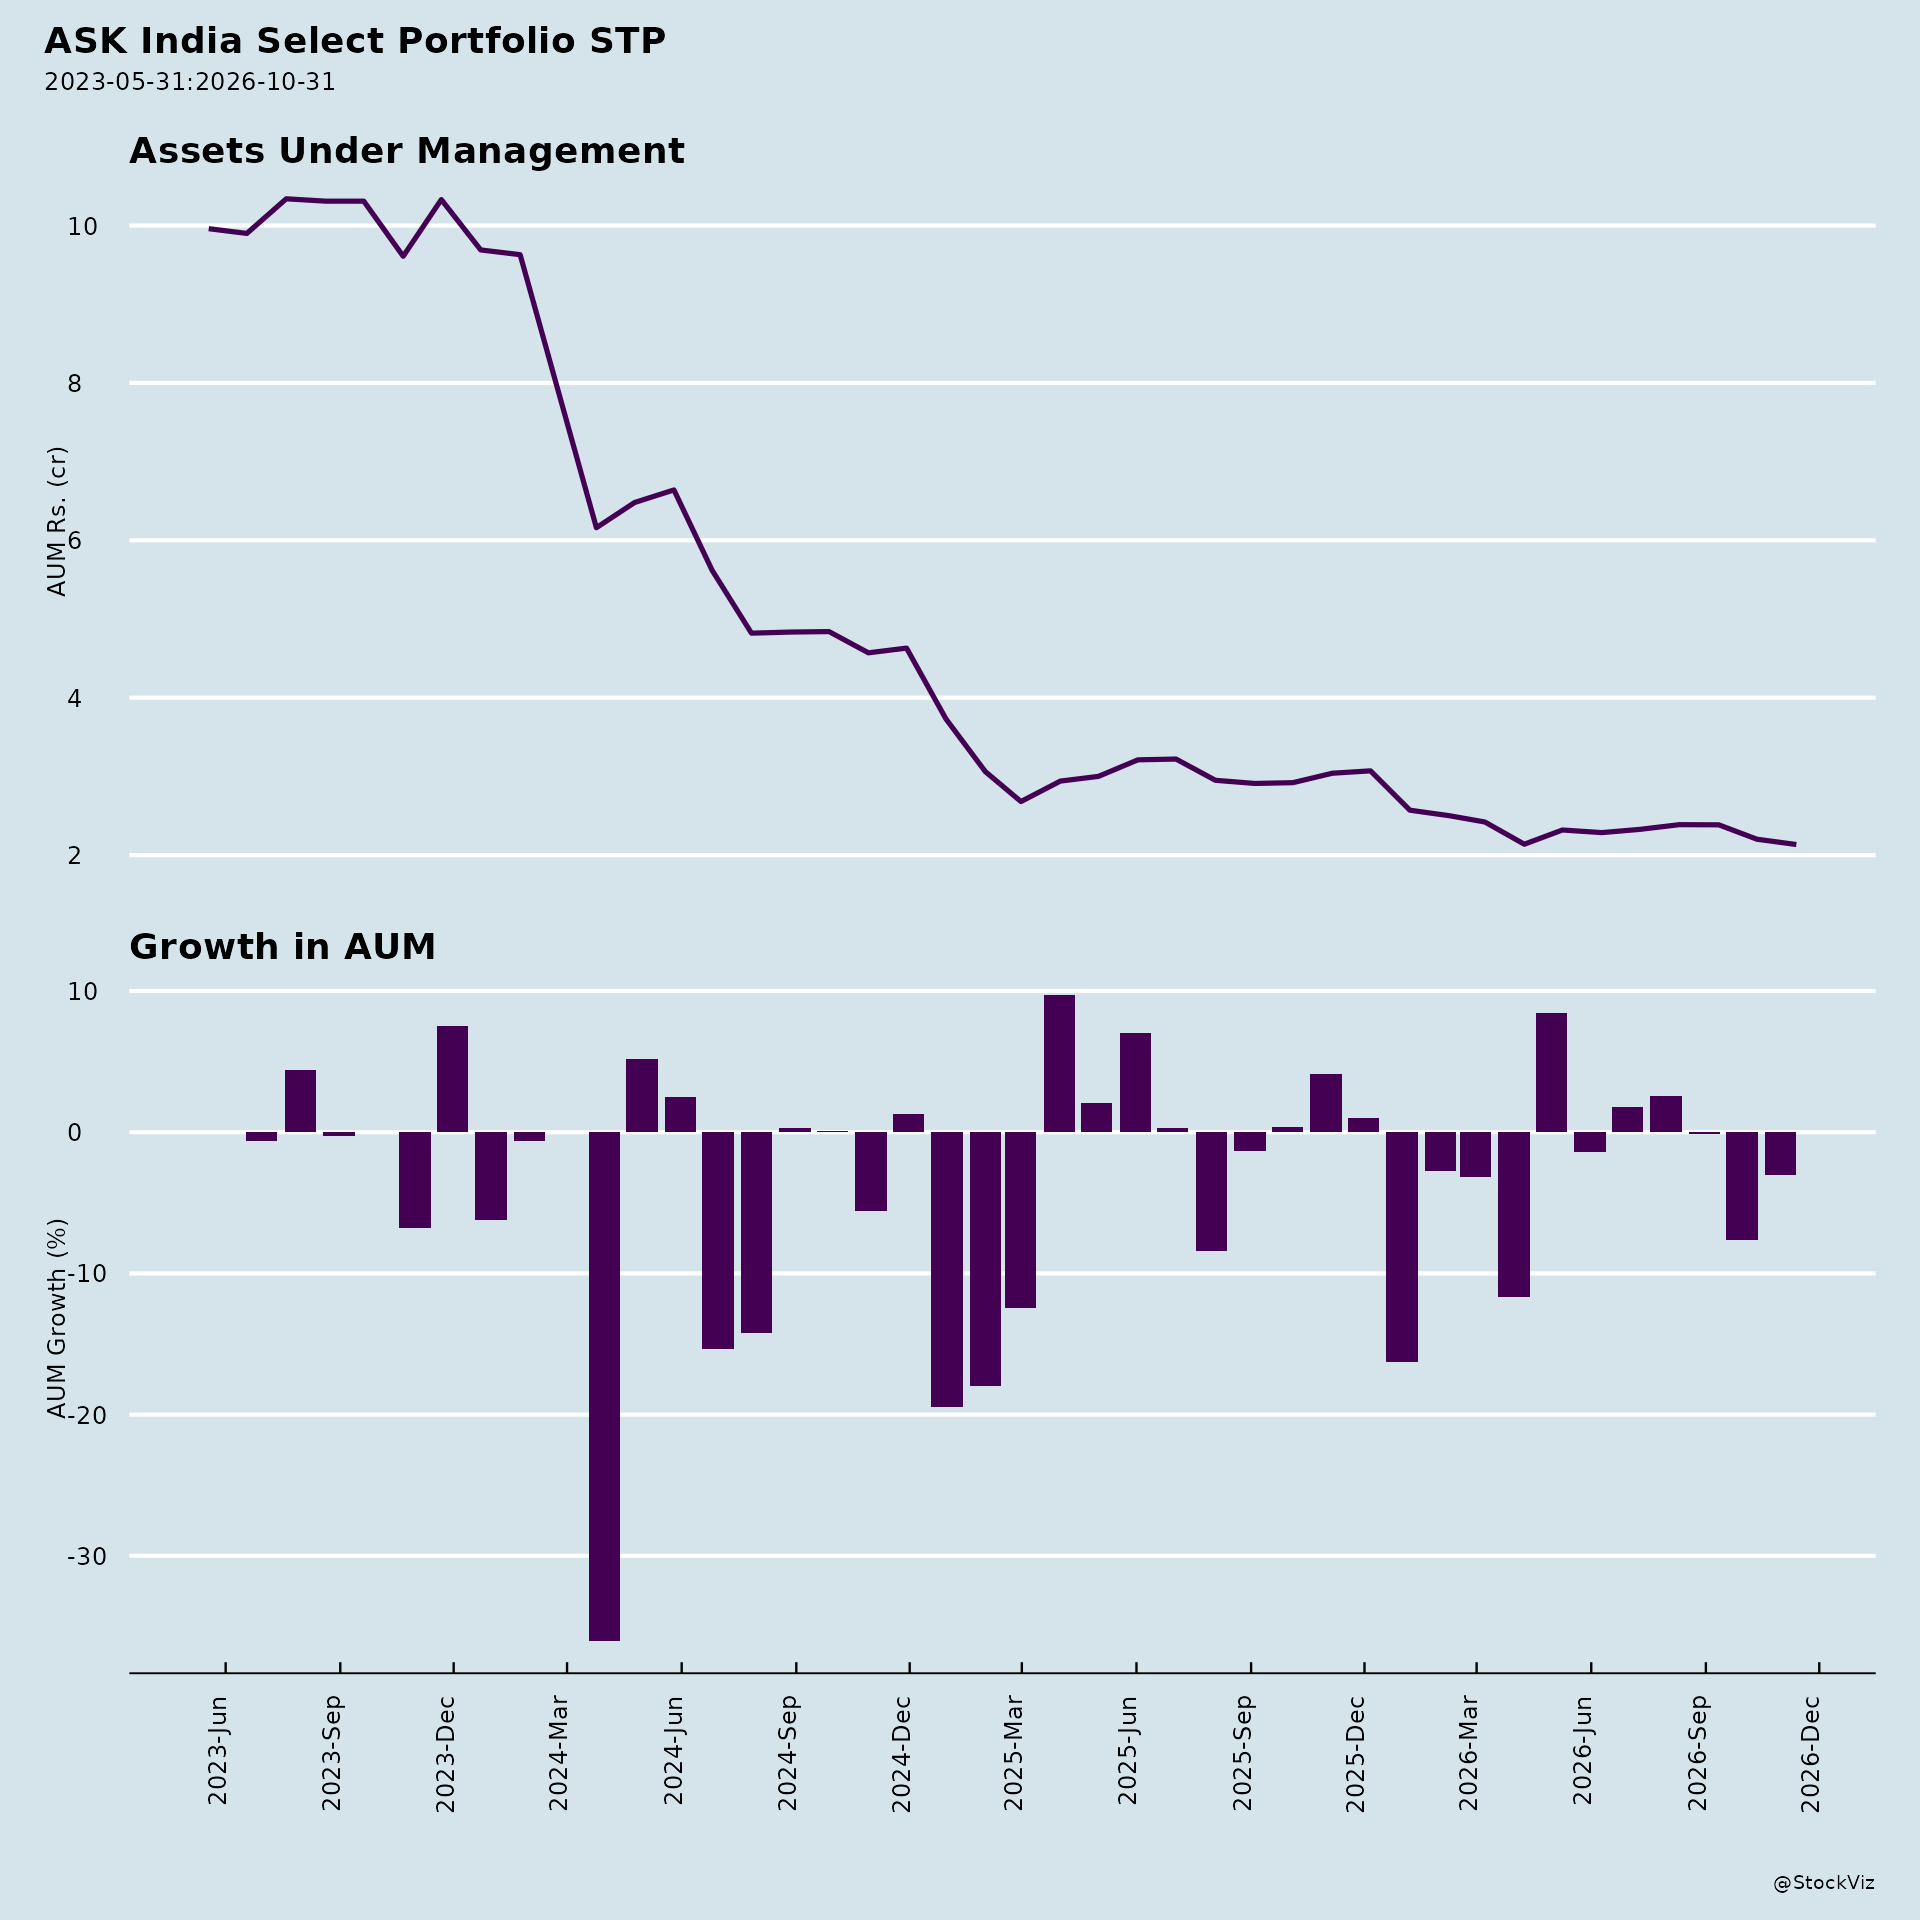 ASK India Select Portfolio STP
2023-05-31:2026-10-31
Assets Under Management
AUM Rs. (cr)
10
8
6
4
2
Growth in AUM
AUM Growth (%)
10
0
-10
-20
-30
2023-Jun
2023-Sep
2023-Dec
2024-Mar
2024-Jun
2024-Sep
2024-Dec
2025-Mar
2025-Jun
2025-Sep
2025-Dec
2026-Mar
2026-Jun
2026-Sep
2026-Dec
@StockViz